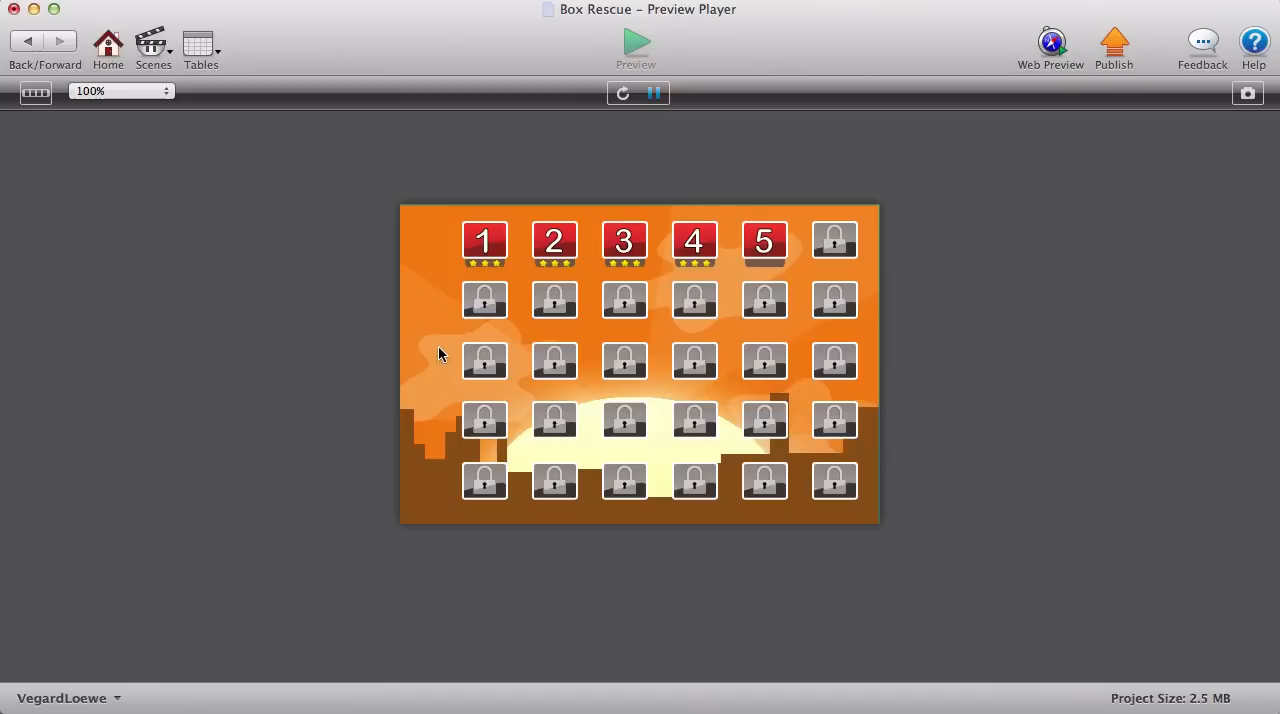 Box Rescue – Preview Player
Back/Forward Home Scenes Tables Preview Web Preview Publish Feedback Help
100%
1 2 3 4 5
VegardLoewe Project Size: 2.5 MB